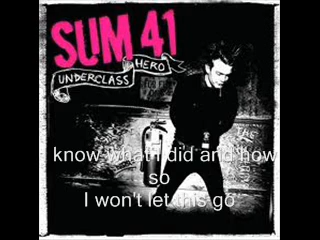 SUM 41
UNDERCLASS HERO
know what I did and how
so
I won't let this go